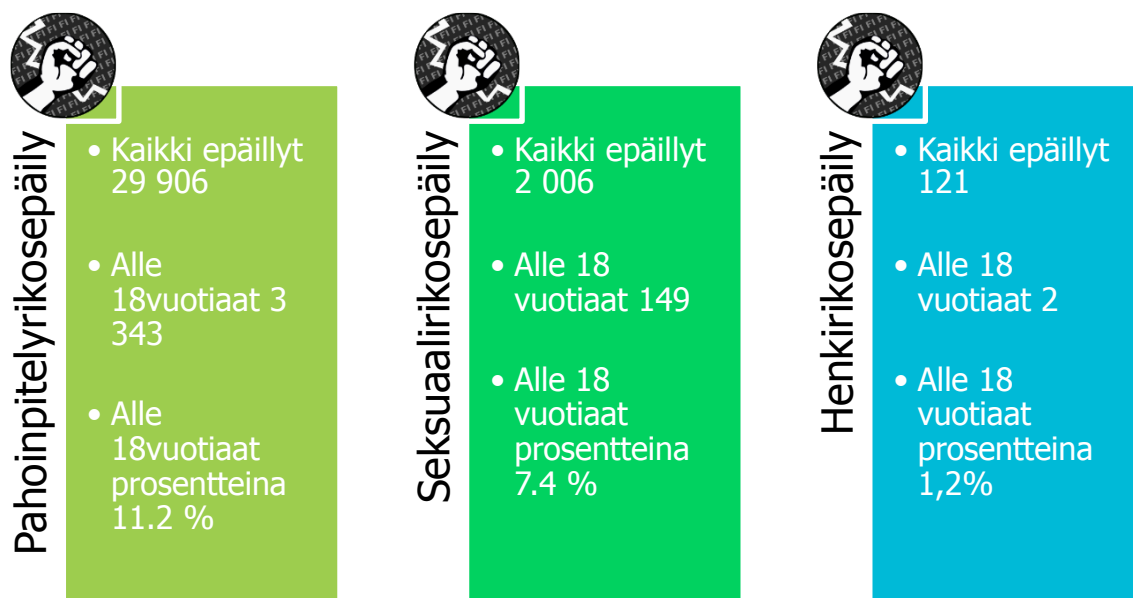 Pahoinpitelyrikosepäily
• Kaikki epäillyt
29 906
• Alle
18vuotiaat 3
343
• Alle
18vuotiaat
prosentteina
11.2 %
Seksuaalirikosepäily
• Kaikki epäillyt
2 006
• Alle 18
vuotiaat 149
• Alle 18
vuotiaat
prosentteina
7.4 %
Henkirikosepäily
• Kaikki epäillyt
121
• Alle 18
vuotiaat 2
• Alle 18
vuotiaat
prosentteina
1,2%